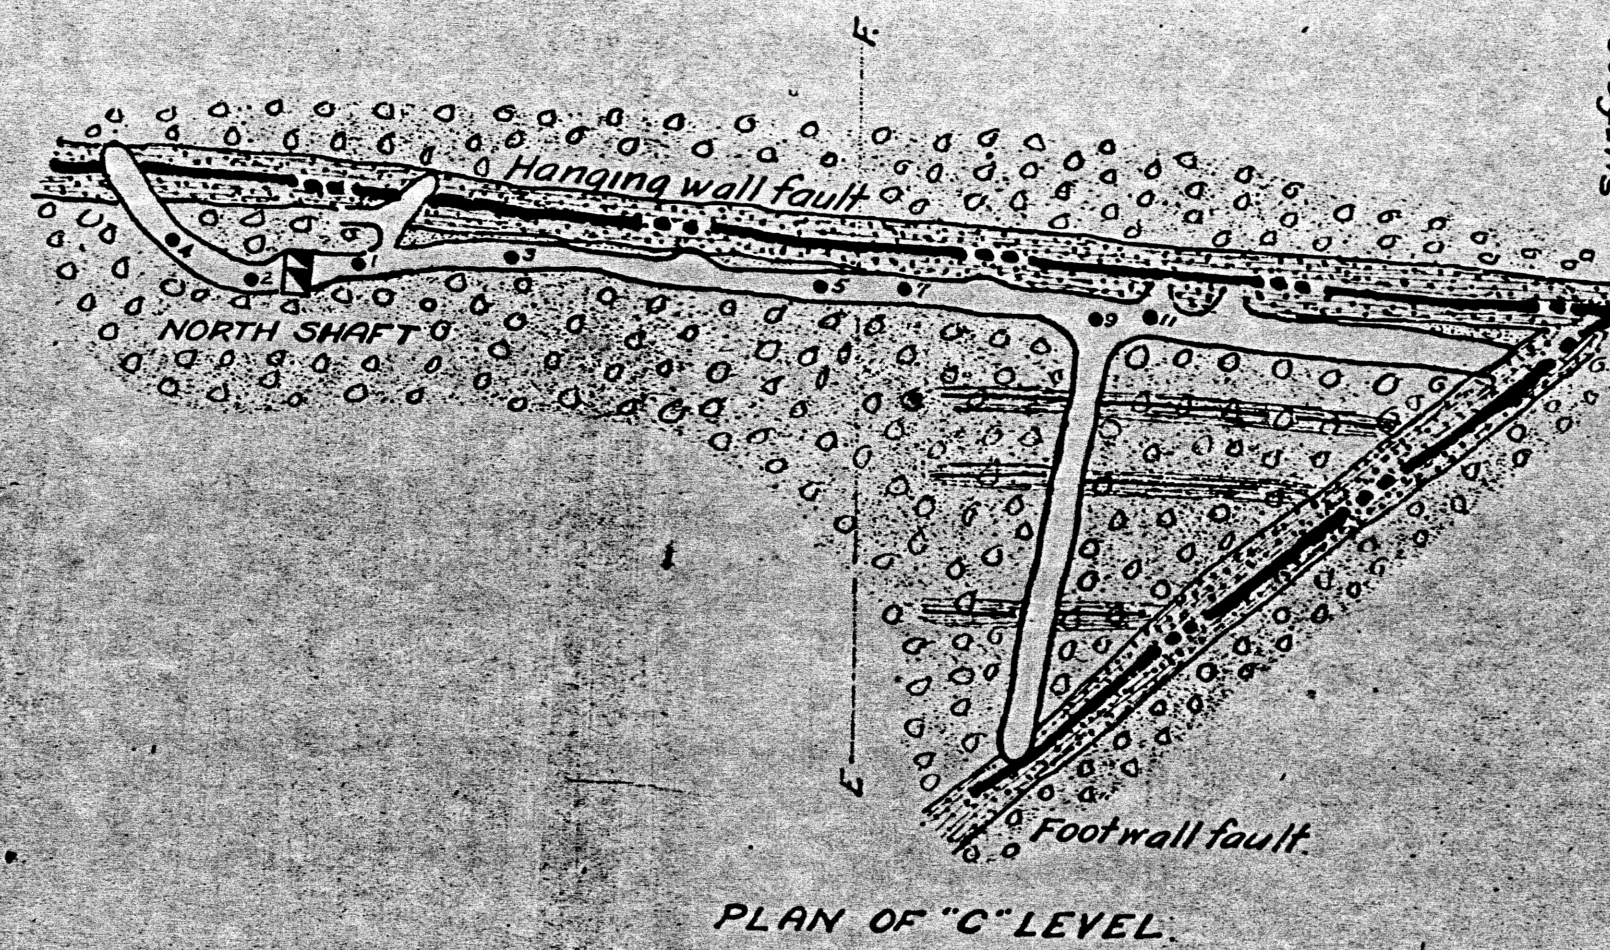 F.
Hanging wall fault
4
2
1
3
5
7
9
11
NORTH SHAFT
E
Footwall fault.
PLAN OF "C" LEVEL.